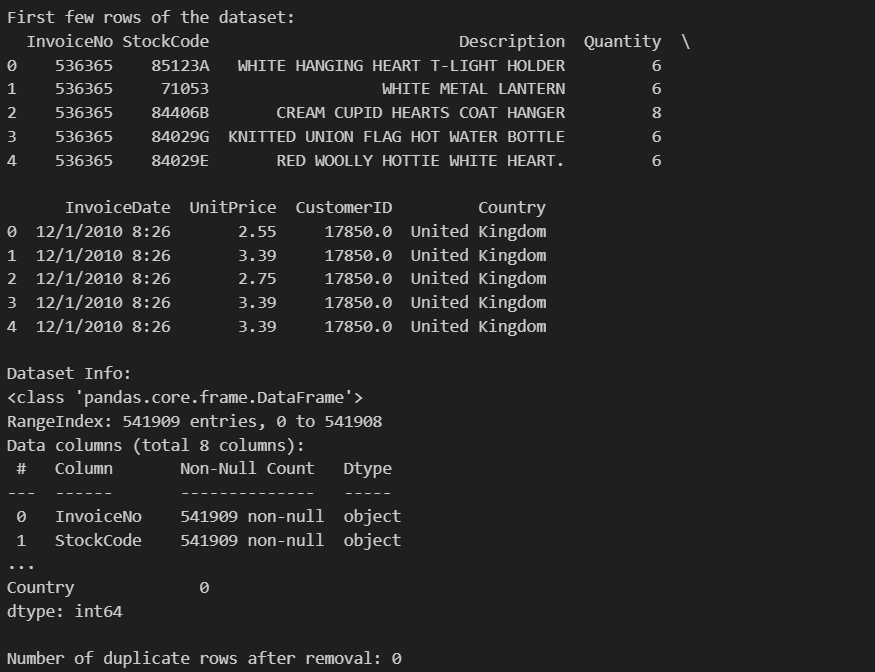 First few rows of the dataset:
  InvoiceNo StockCode                          Description  Quantity  \
0    536365    85123A   WHITE HANGING HEART T-LIGHT HOLDER         6
1    536365     71053                  WHITE METAL LANTERN         6
2    536365    84406B       CREAM CUPID HEARTS COAT HANGER         8
3    536365    84029G  KNITTED UNION FLAG HOT WATER BOTTLE         6
4    536365    84029E       RED WOOLLY HOTTIE WHITE HEART.         6

      InvoiceDate  UnitPrice  CustomerID         Country
0  12/1/2010 8:26       2.55     17850.0  United Kingdom
1  12/1/2010 8:26       3.39     17850.0  United Kingdom
2  12/1/2010 8:26       2.75     17850.0  United Kingdom
3  12/1/2010 8:26       3.39     17850.0  United Kingdom
4  12/1/2010 8:26       3.39     17850.0  United Kingdom

Dataset Info:
<class 'pandas.core.frame.DataFrame'>
RangeIndex: 541909 entries, 0 to 541908
Data columns (total 8 columns):
 #   Column       Non-Null Count   Dtype
---  ------       --------------   -----
 0   InvoiceNo    541909 non-null  object
 1   StockCode    541909 non-null  object
...
Country             0
dtype: int64

Number of duplicate rows after removal: 0